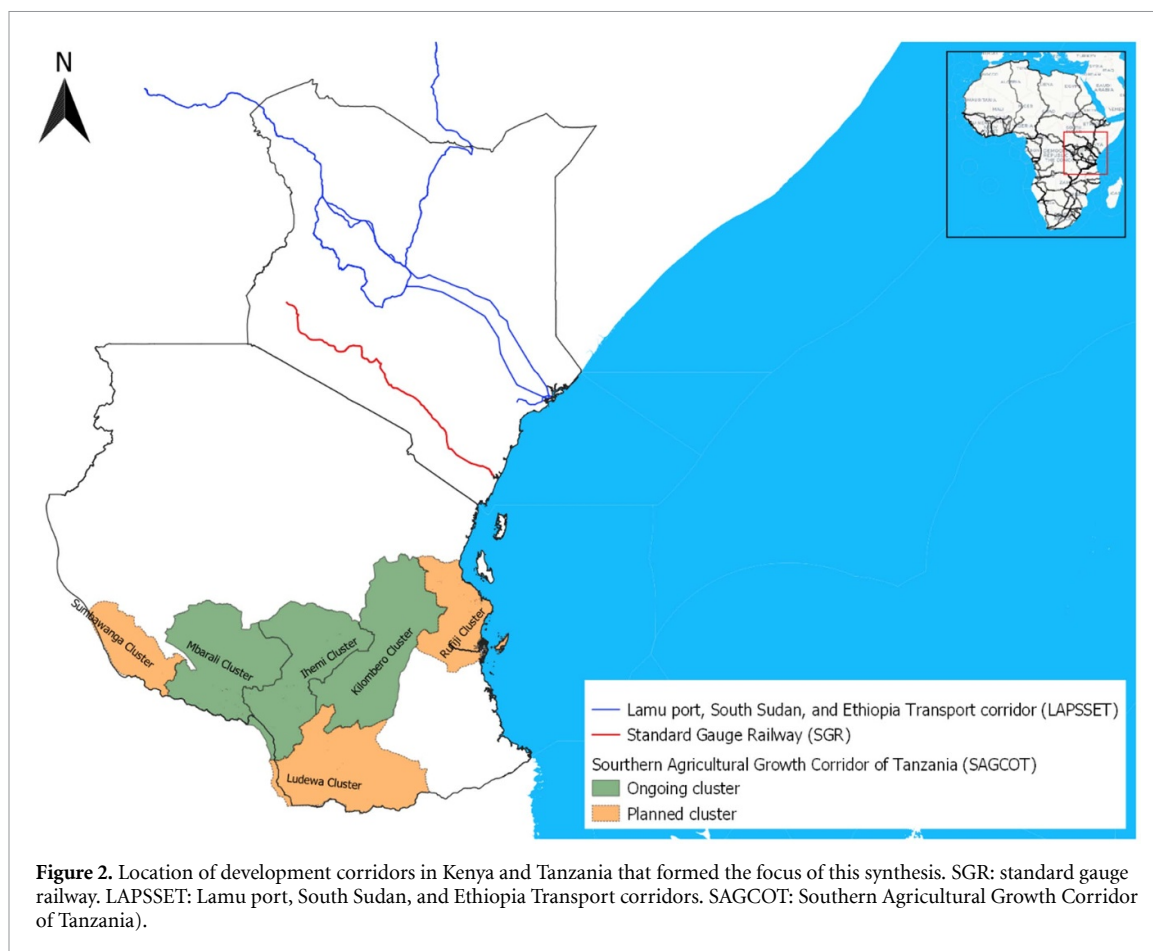 N
Sumbawanga Cluster
Mbarali Cluster
Ihemi Cluster
Kilombero Cluster
Rufiji Cluster
Ludewa Cluster
Lamu port, South Sudan, and Ethiopia Transport corridor (LAPSSET)
Standard Gauge Railway (SGR)
Sourthern Agricultural Growth Corridor of Tanzania (SAGCOT)
Ongoing cluster
Planned cluster
Figure 2. Location of development corridors in Kenya and Tanzania that formed the focus of this synthesis. SGR: standard gauge
railway. LAPSSET: Lamu port, South Sudan, and Ethiopia Transport corridors. SAGCOT: Southern Agricultural Growth Corridor
of Tanzania).